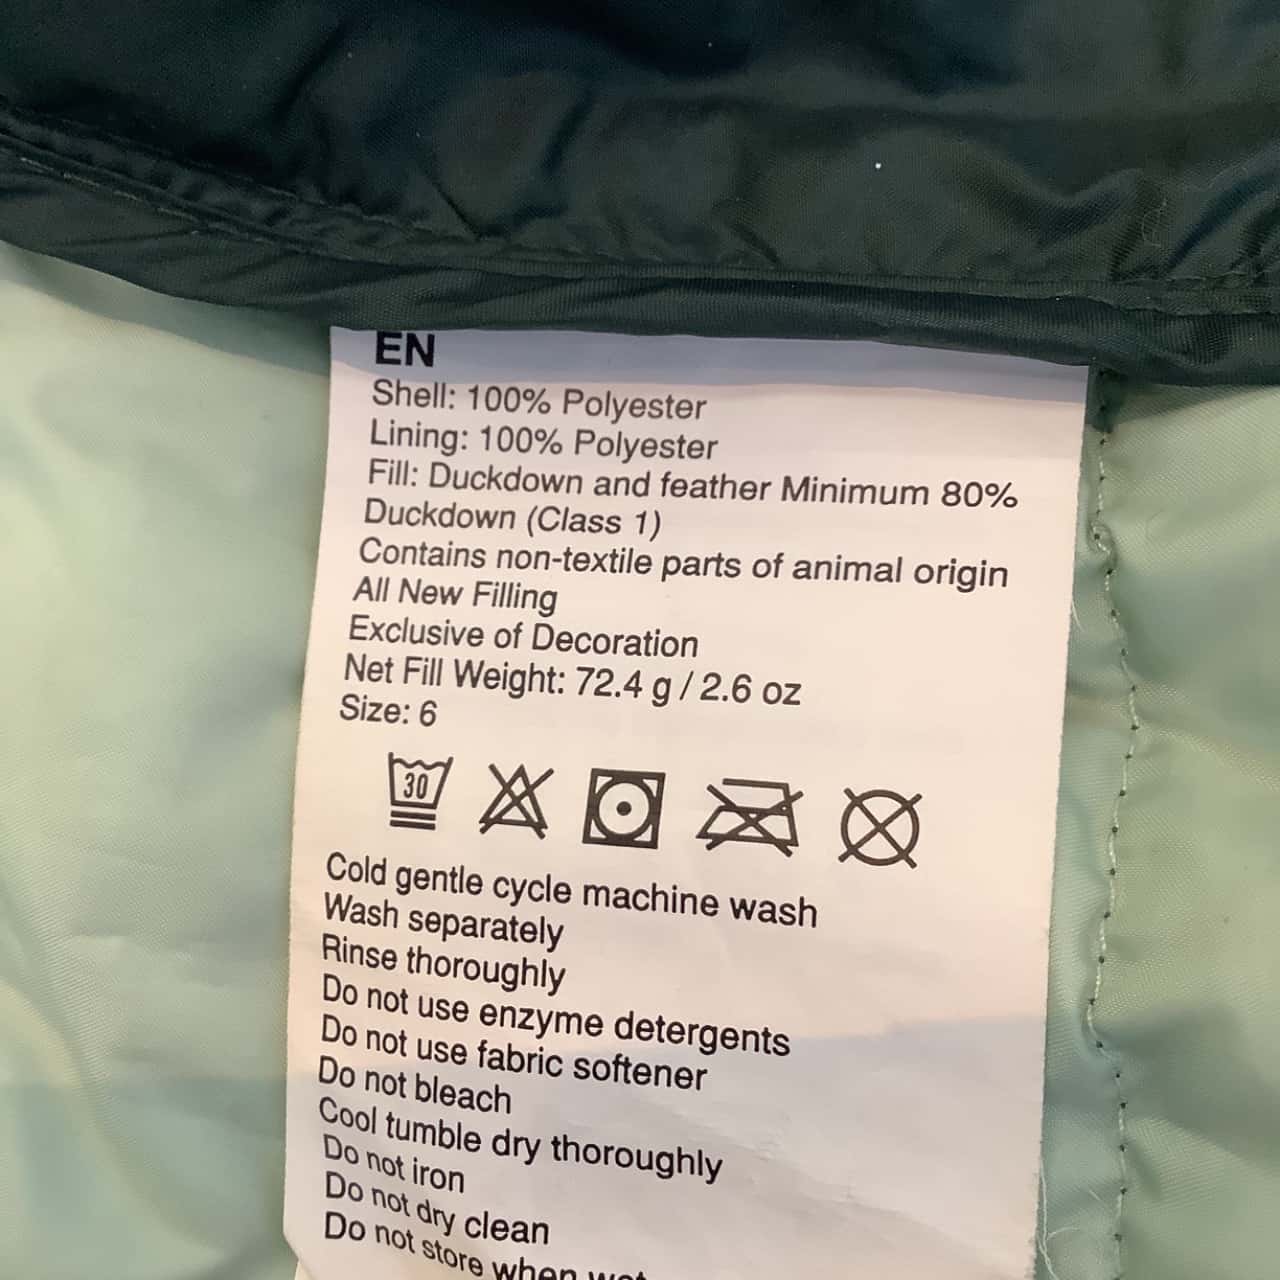 EN
Shell: 100% Polyester
Lining: 100% Polyester
Fill: Duckdown and feather Minimum 80%
Duckdown (Class 1)
Contains non-textile parts of animal origin
All New Filling
Exclusive of Decoration
Net Fill Weight: 72.4 g / 2.6 oz
Size: 6
30
Cold gentle cycle machine wash
Wash separately
Rinse thoroughly
Do not use enzyme detergents
Do not use fabric softener
Do not bleach
Cool tumble dry thoroughly
Do not iron
Do not dry clean
Do not store when wet